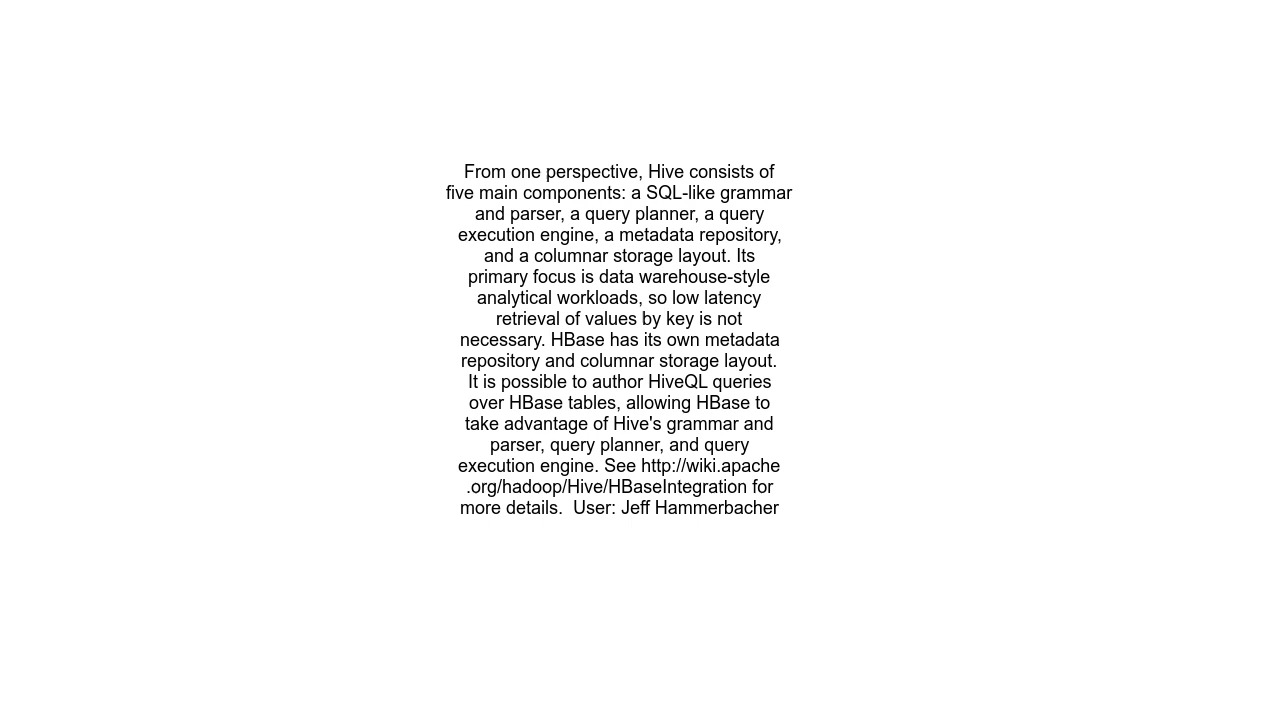 From one perspective, Hive consists of
five main components: a SQL-like grammar
and parser, a query planner, a query
execution engine, a metadata repository,
and a columnar storage layout. Its
primary focus is data warehouse-style
analytical workloads, so low latency
retrieval of values by key is not
necessary. HBase has its own metadata
repository and columnar storage layout.
It is possible to author HiveQL queries
over HBase tables, allowing HBase to
take advantage of Hive's grammar and
parser, query planner, and query
execution engine. See http://wiki.apache
.org/hadoop/Hive/HBaseIntegration for
more details.  User: Jeff Hammerbacher